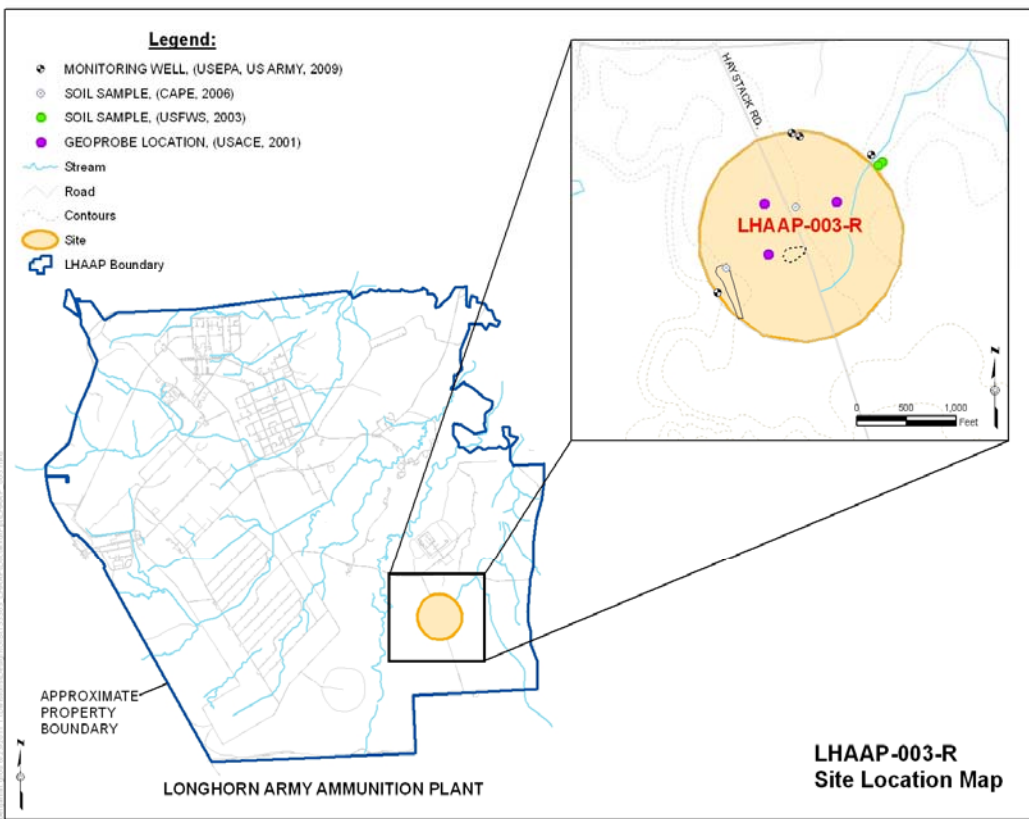 Legend:
MONITORING WELL, (USEPA, US ARMY, 2009)
SOIL SAMPLE, (CAPE, 2006)
SOIL SAMPLE, (USFWS, 2003)
GEOPROBE LOCATION, (USACE, 2001)
Stream
Road
Contours
Site
LHAAP Boundary
HAYSTACK RD.
LHAAP-003-R
N
0 500 1,000
Feet
APPROXIMATE
PROPERTY
BOUNDARY
N
LONGHORN ARMY AMMUNITION PLANT
LHAAP-003-R
Site Location Map